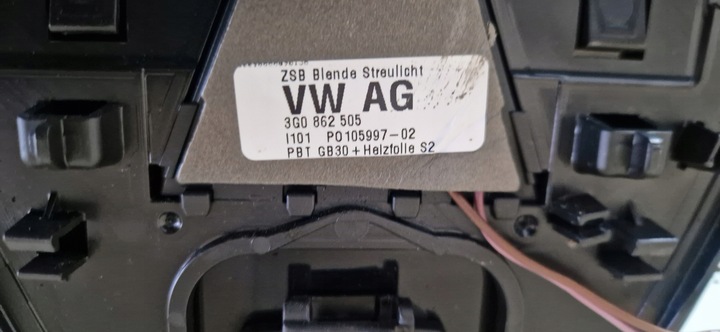 ZSB Blende Streulicht
VW AG
3G0 862 505
I101 P0105997-02
PBT GB30 + Heizfolie S2